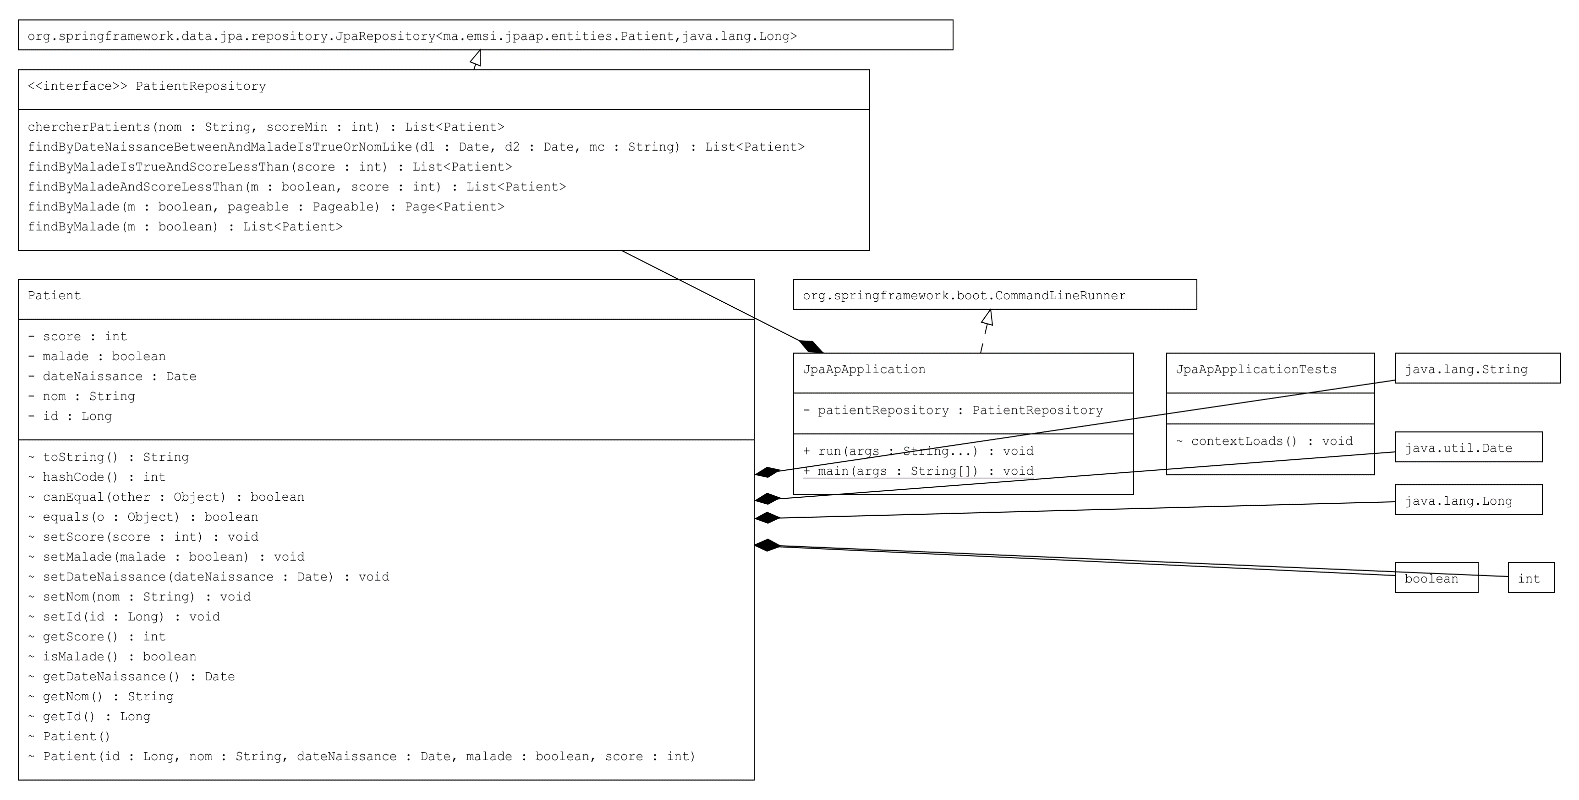 org.springframework.data.jpa.repository.JpaRepository<ma.emsi.jpaap.entities.Patient,java.lang.Long>
<<interface>> PatientRepository
chercherPatients(nom : String, scoreMin : int) : List<Patient>
findByDateNaissanceBetweenAndMaladeIsTrueOrNomLike(d1 : Date, d2 : Date, mc : String) : List<Patient>
findByMaladeIsTrueAndScoreLessThan(score : int) : List<Patient>
findByMaladeAndScoreLessThan(m : boolean, score : int) : List<Patient>
findByMalade(m : boolean, pageable : Pageable) : Page<Patient>
findByMalade(m : boolean) : List<Patient>
Patient
- score : int
- malade : boolean
- dateNaissance : Date
- nom : String
- id : Long
~ toString() : String
~ hashCode() : int
~ canEqual(other : Object) : boolean
~ equals(o : Object) : boolean
~ setScore(score : int) : void
~ setMalade(malade : boolean) : void
~ setDateNaissance(dateNaissance : Date) : void
~ setNom(nom : String) : void
~ setId(id : Long) : void
~ getScore() : int
~ isMalade() : boolean
~ getDateNaissance() : Date
~ getNom() : String
~ getId() : Long
~ Patient()
~ Patient(id : Long, nom : String, dateNaissance : Date, malade : boolean, score : int)
org.springframework.boot.CommandLineRunner
JpaApApplication
- patientRepository : PatientRepository
+ run(args : String...) : void
+ main(args : String[]) : void
JpaApApplicationTests
~ contextLoads() : void
java.lang.String
java.util.Date
java.lang.Long
boolean
int